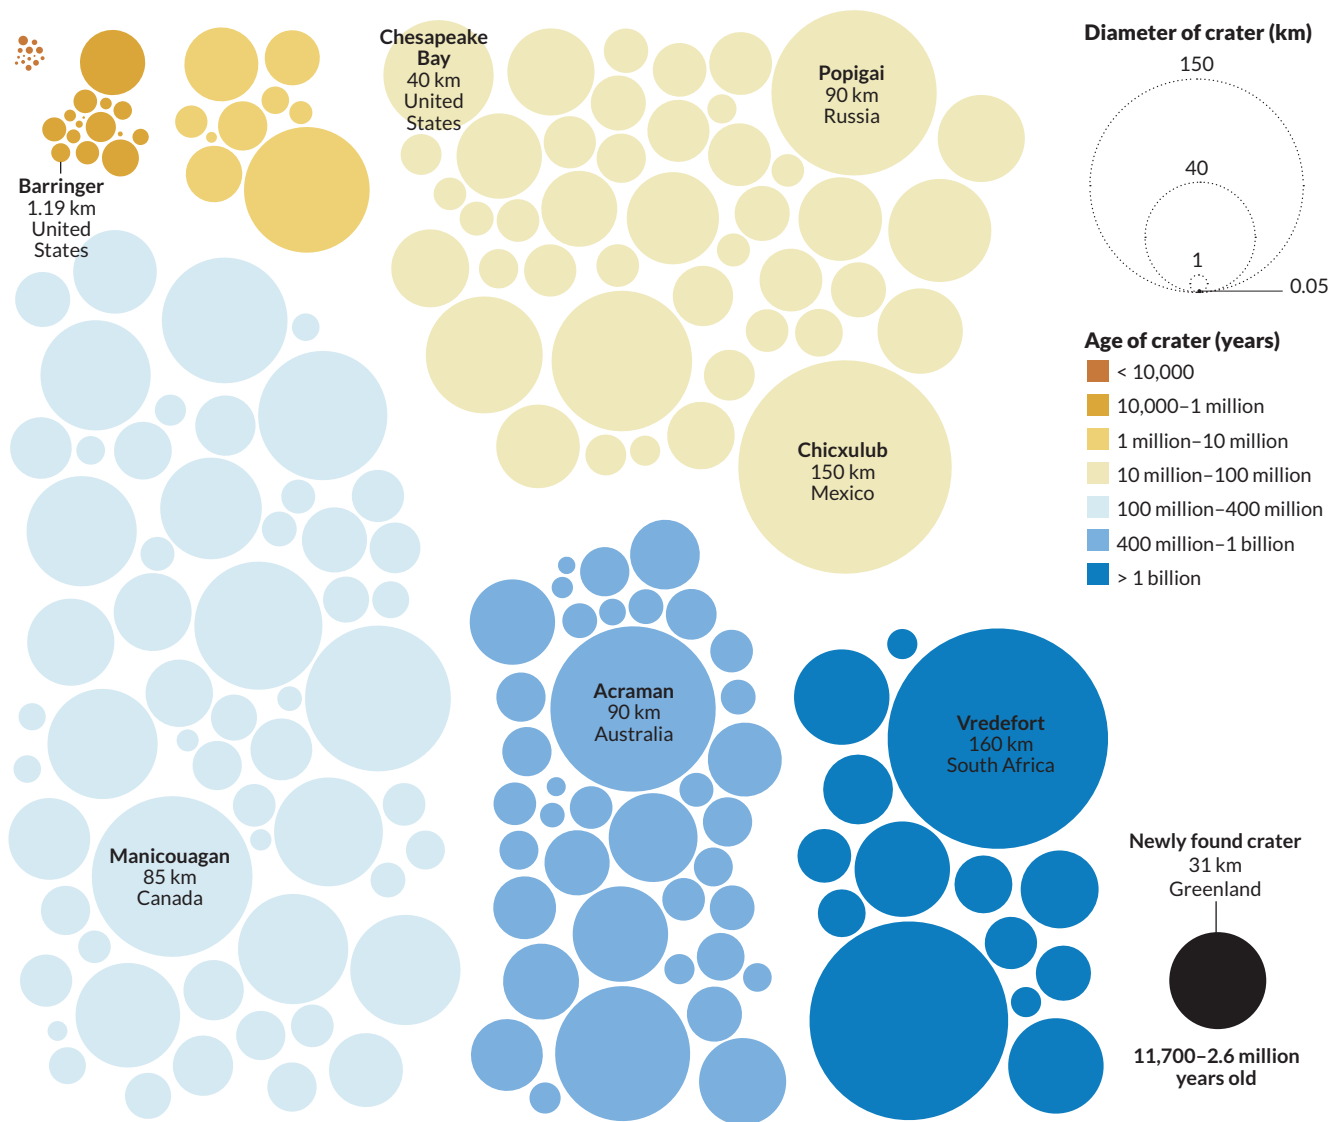 Chesapeake
Bay
40 km
United
States
Popigai
90 km
Russia
Barringer
1.19 km
United
States
Chicxulub
150 km
Mexico
Acraman
90 km
Australia
Vredefort
160 km
South Africa
Manicouagan
85 km
Canada
Diameter of crater (km)
150
40
1
0.05
Age of crater (years)
< 10,000
10,000–1 million
1 million–10 million
10 million–100 million
100 million–400 million
400 million–1 billion
> 1 billion
Newly found crater
31 km
Greenland
11,700–2.6 million
years old